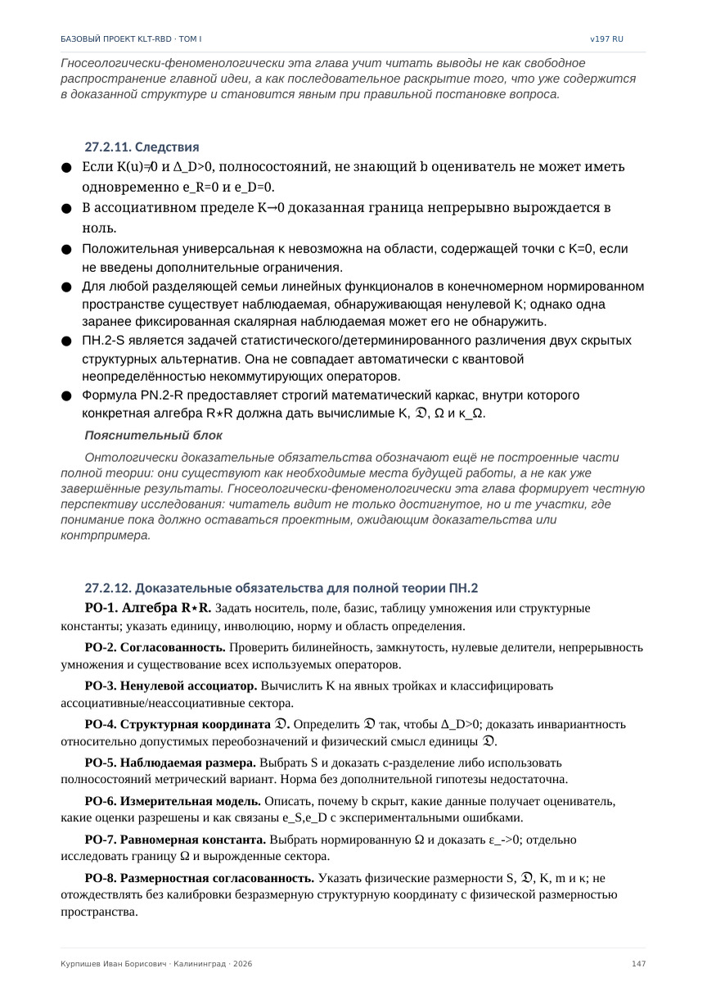 БАЗОВЫЙ ПРОЕКТ KLT-RBD · ТОМ I
v197 RU
Гносеологически-феноменологически эта глава учит читать выводы не как свободное
распространение главной идеи, а как последовательное раскрытие того, что уже содержится
в доказанной структуре и становится явным при правильной постановке вопроса.
27.2.11. Следствия
● Если K(u)≠0 и Δ_D>0, полносостояний, не знающий b оцениватель не может иметь
одновременно e_R=0 и e_D=0.
● В ассоциативном пределе K→0 доказанная граница непрерывно вырождается в
ноль.
● Положительная универсальная κ невозможна на области, содержащей точки с K=0, если
не введены дополнительные ограничения.
● Для любой разделяющей семьи линейных функционалов в конечномерном нормированном
пространстве существует наблюдаемая, обнаруживающая ненулевой K; однако одна
заранее фиксированная скалярная наблюдаемая может его не обнаружить.
● ПН.2-S является задачей статистического/детерминированного различения двух скрытых
структурных альтернатив. Она не совпадает автоматически с квантовой
неопределённостью некоммутирующих операторов.
● Формула PN.2-R предоставляет строгий математический каркас, внутри которого
конкретная алгебра R⋆R должна дать вычислимые K, 𝔇, Ω и κ_Ω.
Пояснительный блок
Онтологически доказательные обязательства обозначают ещё не построенные части
полной теории: они существуют как необходимые места будущей работы, а не как уже
завершённые результаты. Гносеологически-феноменологически эта глава формирует честную
перспективу исследования: читатель видит не только достигнутое, но и те участки, где
понимание пока должно оставаться проектным, ожидающим доказательства или
контрпримера.
27.2.12. Доказательные обязательства для полной теории ПН.2
PO-1. Алгебра R⋆R. Задать носитель, поле, базис, таблицу умножения или структурные
константы; указать единицу, инволюцию, норму и область определения.
PO-2. Согласованность. Проверить билинейность, замкнутость, нулевые делители, непрерывность
умножения и существование всех используемых операторов.
PO-3. Ненулевой ассоциатор. Вычислить K на явных тройках и классифицировать
ассоциативные/неассоциативные сектора.
PO-4. Структурная координата 𝔇. Определить 𝔇 так, чтобы Δ_D>0; доказать инвариантность
относительно допустимых переобозначений и физический смысл единицы 𝔇.
PO-5. Наблюдаемая размера. Выбрать S и доказать c-разделение либо использовать
полносостояний метрический вариант. Норма без дополнительной гипотезы недостаточна.
PO-6. Измерительная модель. Описать, почему b скрыт, какие данные получает оцениватель,
какие оценки разрешены и как связаны e_S,e_D с экспериментальными ошибками.
PO-7. Равномерная константа. Выбрать нормированную Ω и доказать ε_->0; отдельно
исследовать границу Ω и вырожденные сектора.
PO-8. Размерностная согласованность. Указать физические размерности S, 𝔇, K, m и κ; не
отождествлять без калибровки безразмерную структурную координату с физической размерностью
пространства.
Курпишев Иван Борисович · Калининград · 2026
147